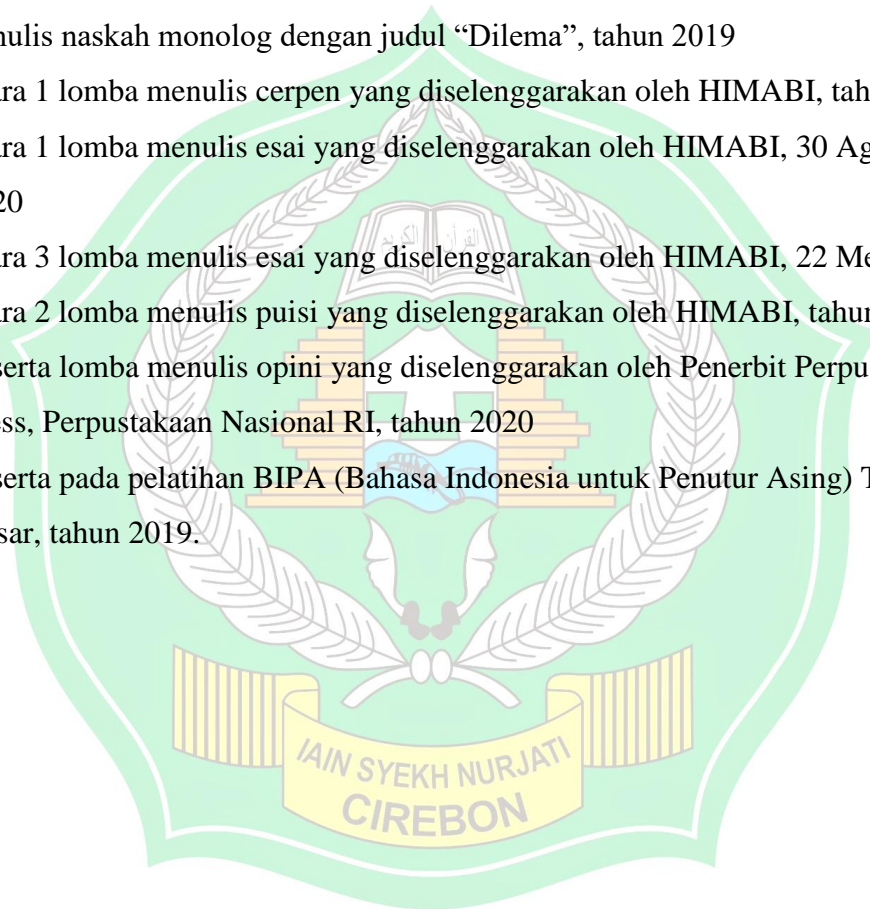 nulis naskah monolog dengan judul “Dilema”, tahun 2019
ara 1 lomba menulis cerpen yang diselenggarakan oleh HIMABI, tah
ara 1 lomba menulis esai yang diselenggarakan oleh HIMABI, 30 Ag
20
ara 3 lomba menulis esai yang diselenggarakan oleh HIMABI, 22 Me
ara 2 lomba menulis puisi yang diselenggarakan oleh HIMABI, tahun
serta lomba menulis opini yang diselenggarakan oleh Penerbit Perpu
ess, Perpustakaan Nasional RI, tahun 2020
serta pada pelatihan BIPA (Bahasa Indonesia untuk Penutur Asing) T
sar, tahun 2019.
القرآن الكريم
IAIN SYEKH NURJATI
CIREBON